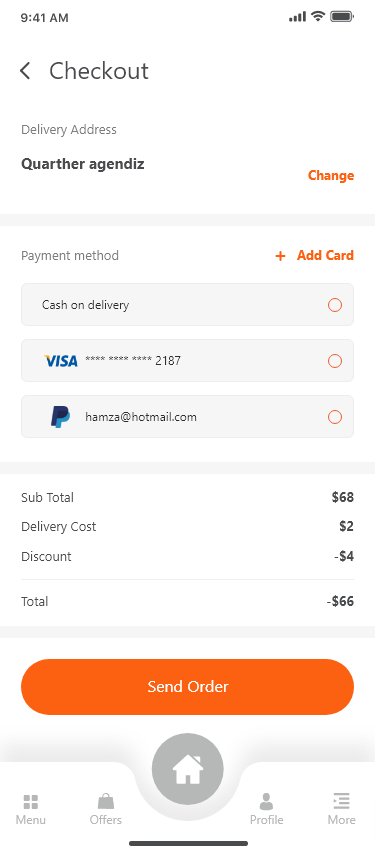 9:41 AM
Checkout
Delivery Address
Quarther agendiz
Change
Payment method
+ Add Card
Cash on delivery
VISA **** **** **** 2187
hamza@hotmail.com
Sub Total $68
Delivery Cost $2
Discount -$4
Total -$66
Send Order
Menu Offers Profile More